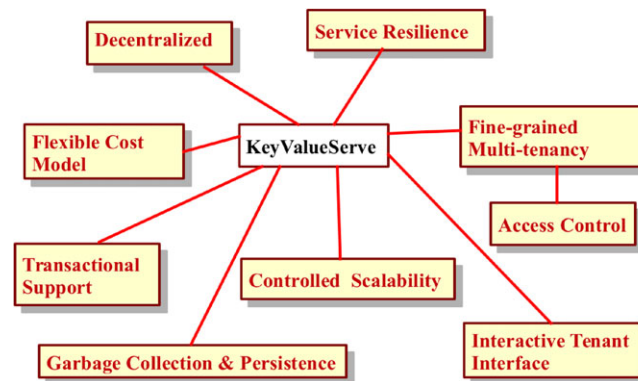 Decentralized
Service Resilience
Flexible Cost
Model
KeyValueServe
Fine-grained
Multi-tenancy
Access Control
Transactional
Support
Controlled Scalability
Garbage Collection & Persistence
Interactive Tenant
Interface